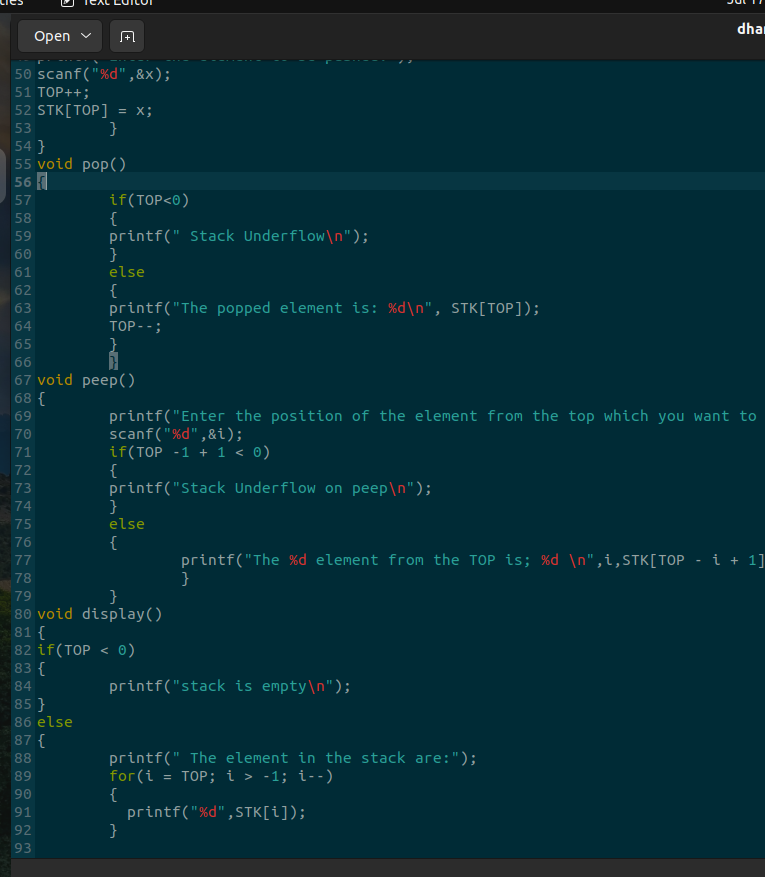 Text Editor
Jul 17
Open
dhar
50 scanf("%d",&x);
51 TOP++;
52 STK[TOP] = x;
53 }
54 }
55 void pop()
56 {
57 if(TOP<0)
58 {
59 printf(" Stack Underflow\n");
60 }
61 else
62 {
63 printf("The popped element is: %d\n", STK[TOP]);
64 TOP--;
65 }
66 }
67 void peep()
68 {
69 printf("Enter the position of the element from the top which you want to
70 scanf("%d",&i);
71 if(TOP -1 + 1 < 0)
72 {
73 printf("Stack Underflow on peep\n");
74 }
75 else
76 {
77 printf("The %d element from the TOP is; %d \n",i,STK[TOP - i + 1]
78 }
79 }
80 void display()
81 {
82 if(TOP < 0)
83 {
84 printf("stack is empty\n");
85 }
86 else
87 {
88 printf(" The element in the stack are:");
89 for(i = TOP; i > -1; i--)
90 {
91 printf("%d",STK[i]);
92 }
93